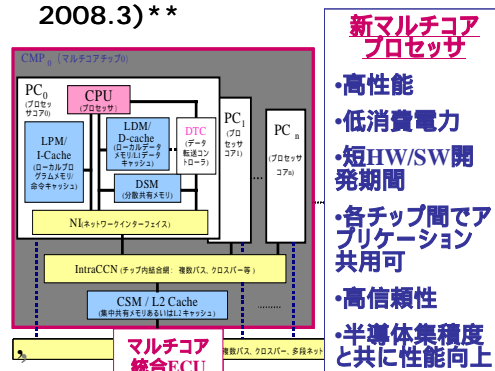 2008.3)**
CMP0 (マルチコアチップ0)
PC0
(プロセッ
サコア0)
CPU
(プロセッサ)
LPM/
I-Cache
(ローカルプロ
グラムメモリ/
命令キャッシュ)
LDM/
D-cache
(ローカルデータ
メモリ/L1データ
キャッシュ)
DTC
(データ
転送コン
トローラ)
DSM
(分散共有メモリ)
NI(ネットワークインターフェイス)
PC1
(プロ
セッサ
コア1)
PC n
(プロセッサ
コアn)
...
IntraCCN (チップ内結合網: 複数バス、クロスバー等 )
CSM / L2 Cache
(集中共有メモリあるいはL2キャッシュ)
.........
マルチコア
統合ECU
複数バス、クロスバー、多段ネット
新マルチコア
プロセッサ
•高性能
•低消費電力
•短HW/SW開
発期間
•各チップ間でア
プリケーション
共用可
•高信頼性
•半導体集積度
と共に性能向上